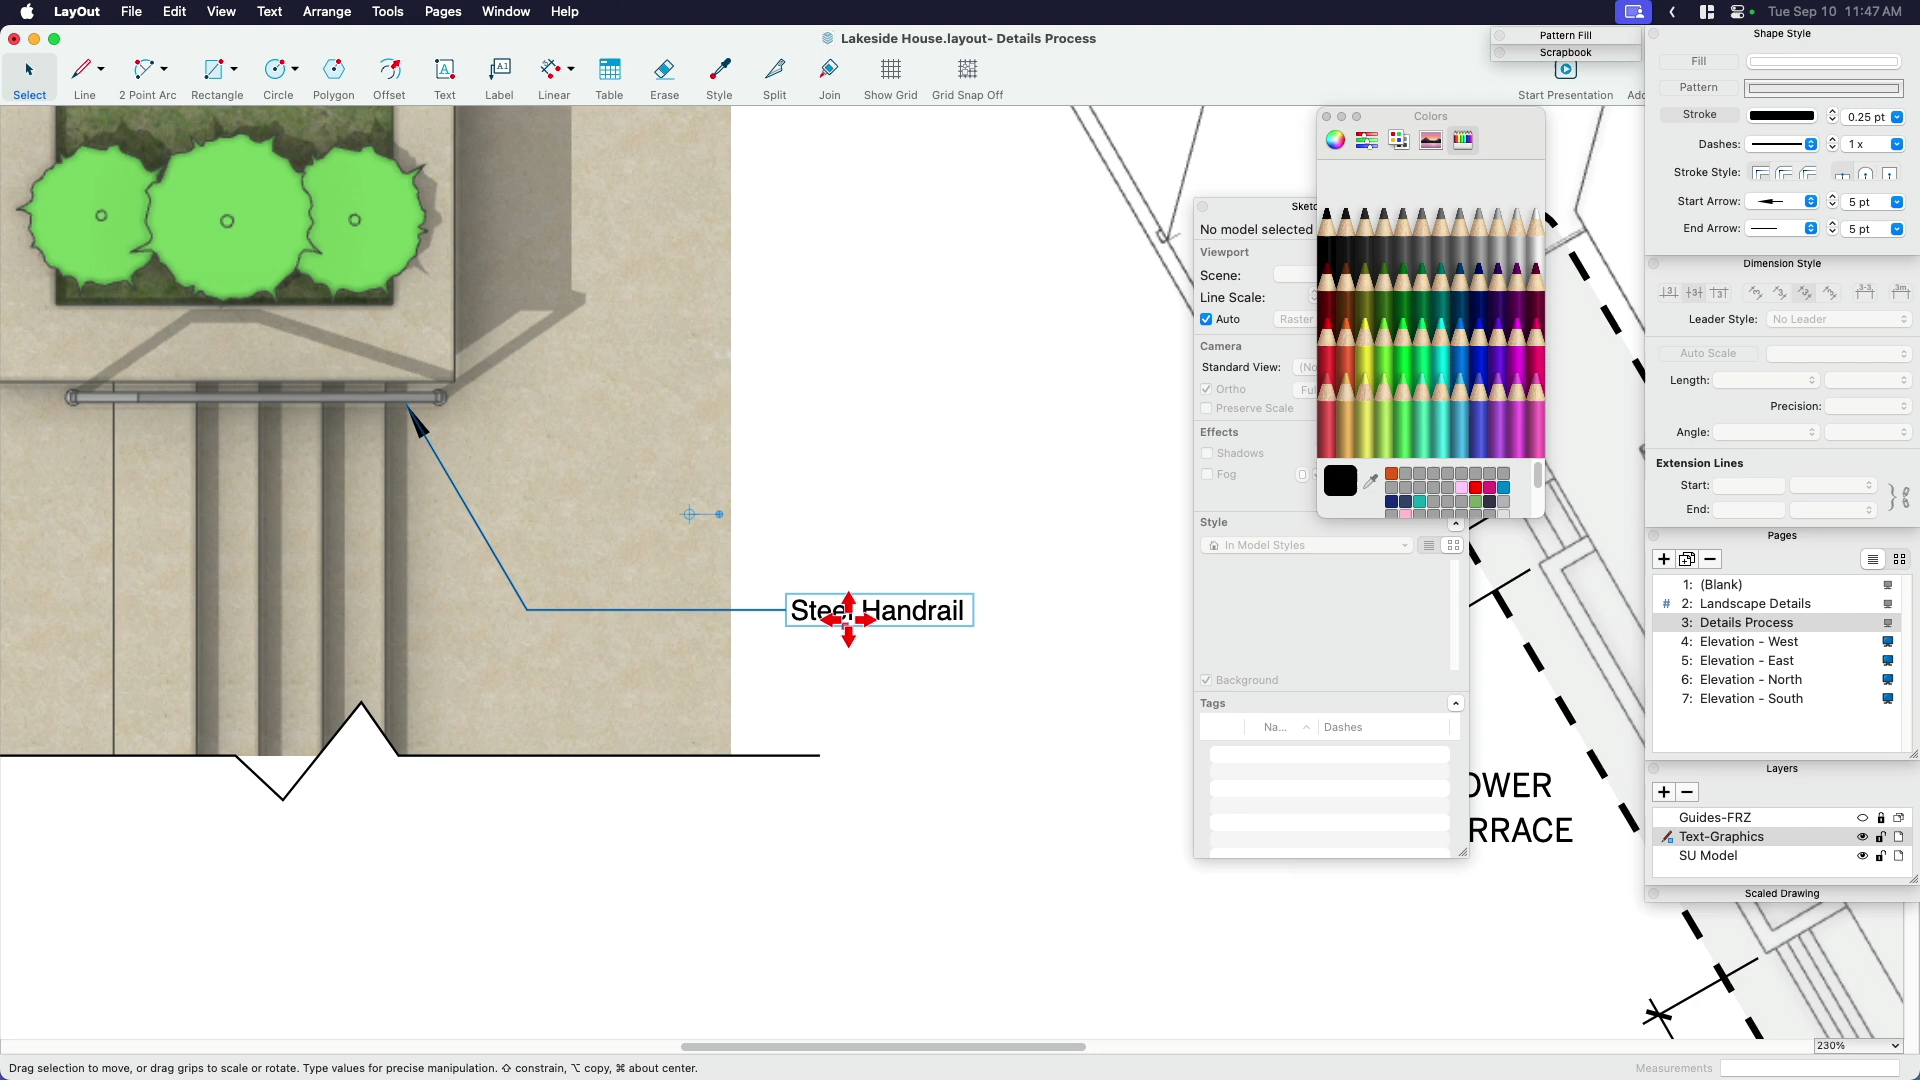 LayOut File Edit View Text Arrange Tools Pages Window Help
Tue Sep 10 11:47 AM
Lakeside House.layout- Details Process
Select
Line
2 Point Arc
Rectangle
Circle
Polygon
Offset
Text
Label
Linear
Table
Erase
Style
Split
Join
Show Grid
Grid Snap Off
Start Presentation
Pattern Fill
Scrapbook
Colors
No model selected
Viewport
Scene:
Line Scale:
Auto
Raster
Camera
Standard View:
Ortho
Preserve Scale
Effects
Shadows
Fog
Style
In Model Styles
Background
Tags
Na...
Dashes
Steel Handrail
Shape Style
Fill
Pattern
Stroke
0.25 pt
Dashes:
1 x
Stroke Style:
Start Arrow:
5 pt
End Arrow:
5 pt
Dimension Style
Leader Style:
No Leader
Auto Scale
Length:
Precision:
Angle:
Extension Lines
Start:
End:
Pages
1: (Blank)
# 2: Landscape Details
3: Details Process
4: Elevation - West
5: Elevation - East
6: Elevation - North
7: Elevation - South
Layers
Guides-FRZ
Text-Graphics
SU Model
Scaled Drawing
230%
Drag selection to move, or drag grips to scale or rotate. Type values for precise manipulation. ⇧ constrain, ⌥ copy, ⌘ about center.
Measurements